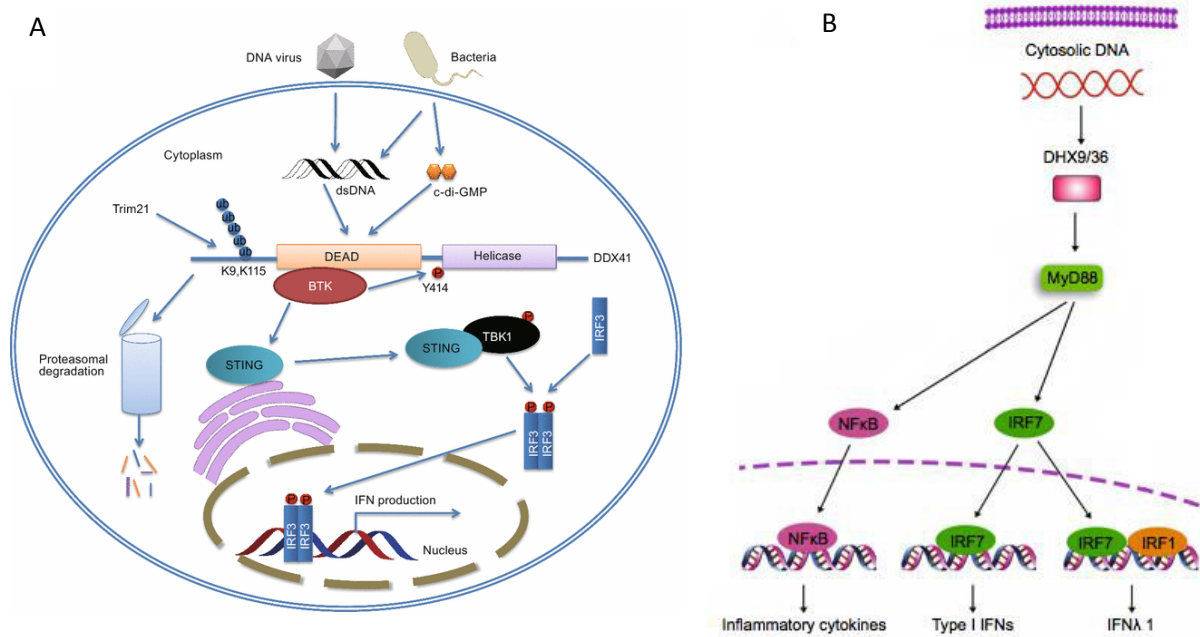 A
DNA virus
Bacteria
Cytoplasm
dsDNA
c-di-GMP
Trim21
ub
ub
ub
ub
ub
K9,K115
DEAD
Helicase
DDX41
BTK
P
Y414
Proteasomal
degradation
STING
STING
TBK1
P
IRF3
P P
IRF3 IRF3
IFN production
P P
IRF3 IRF3
Nucleus
B
Cytosolic DNA
DHX9/36
MyD88
NFκB
IRF7
NFκB
IRF7
IRF7
IRF1
Inflammatory cytokines
Type I IFNs
IFNλ 1